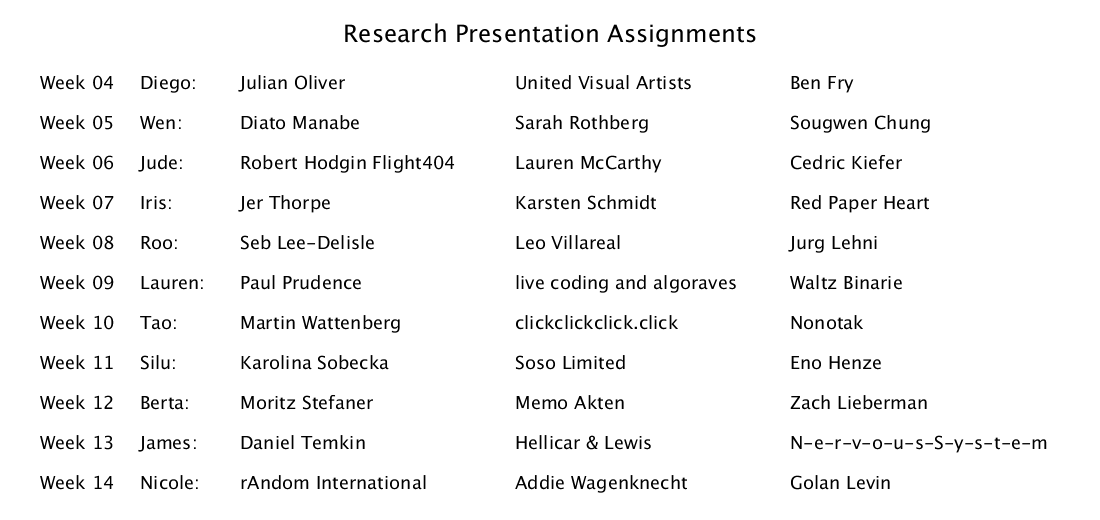 Research Presentation Assignments
Week 04 Diego: Julian Oliver United Visual Artists Ben Fry
Week 05 Wen: Diato Manabe Sarah Rothberg Sougwen Chung
Week 06 Jude: Robert Hodgin Flight404 Lauren McCarthy Cedric Kiefer
Week 07 Iris: Jer Thorpe Karsten Schmidt Red Paper Heart
Week 08 Roo: Seb Lee-Delisle Leo Villareal Jurg Lehni
Week 09 Lauren: Paul Prudence live coding and algoraves Waltz Binarie
Week 10 Tao: Martin Wattenberg clickclickclick.click Nonotak
Week 11 Silu: Karolina Sobecka Soso Limited Eno Henze
Week 12 Berta: Moritz Stefaner Memo Akten Zach Lieberman
Week 13 James: Daniel Temkin Hellicar & Lewis N-e-r-v-o-u-s-S-y-s-t-e-m
Week 14 Nicole: rAndom International Addie Wagenknecht Golan Levin